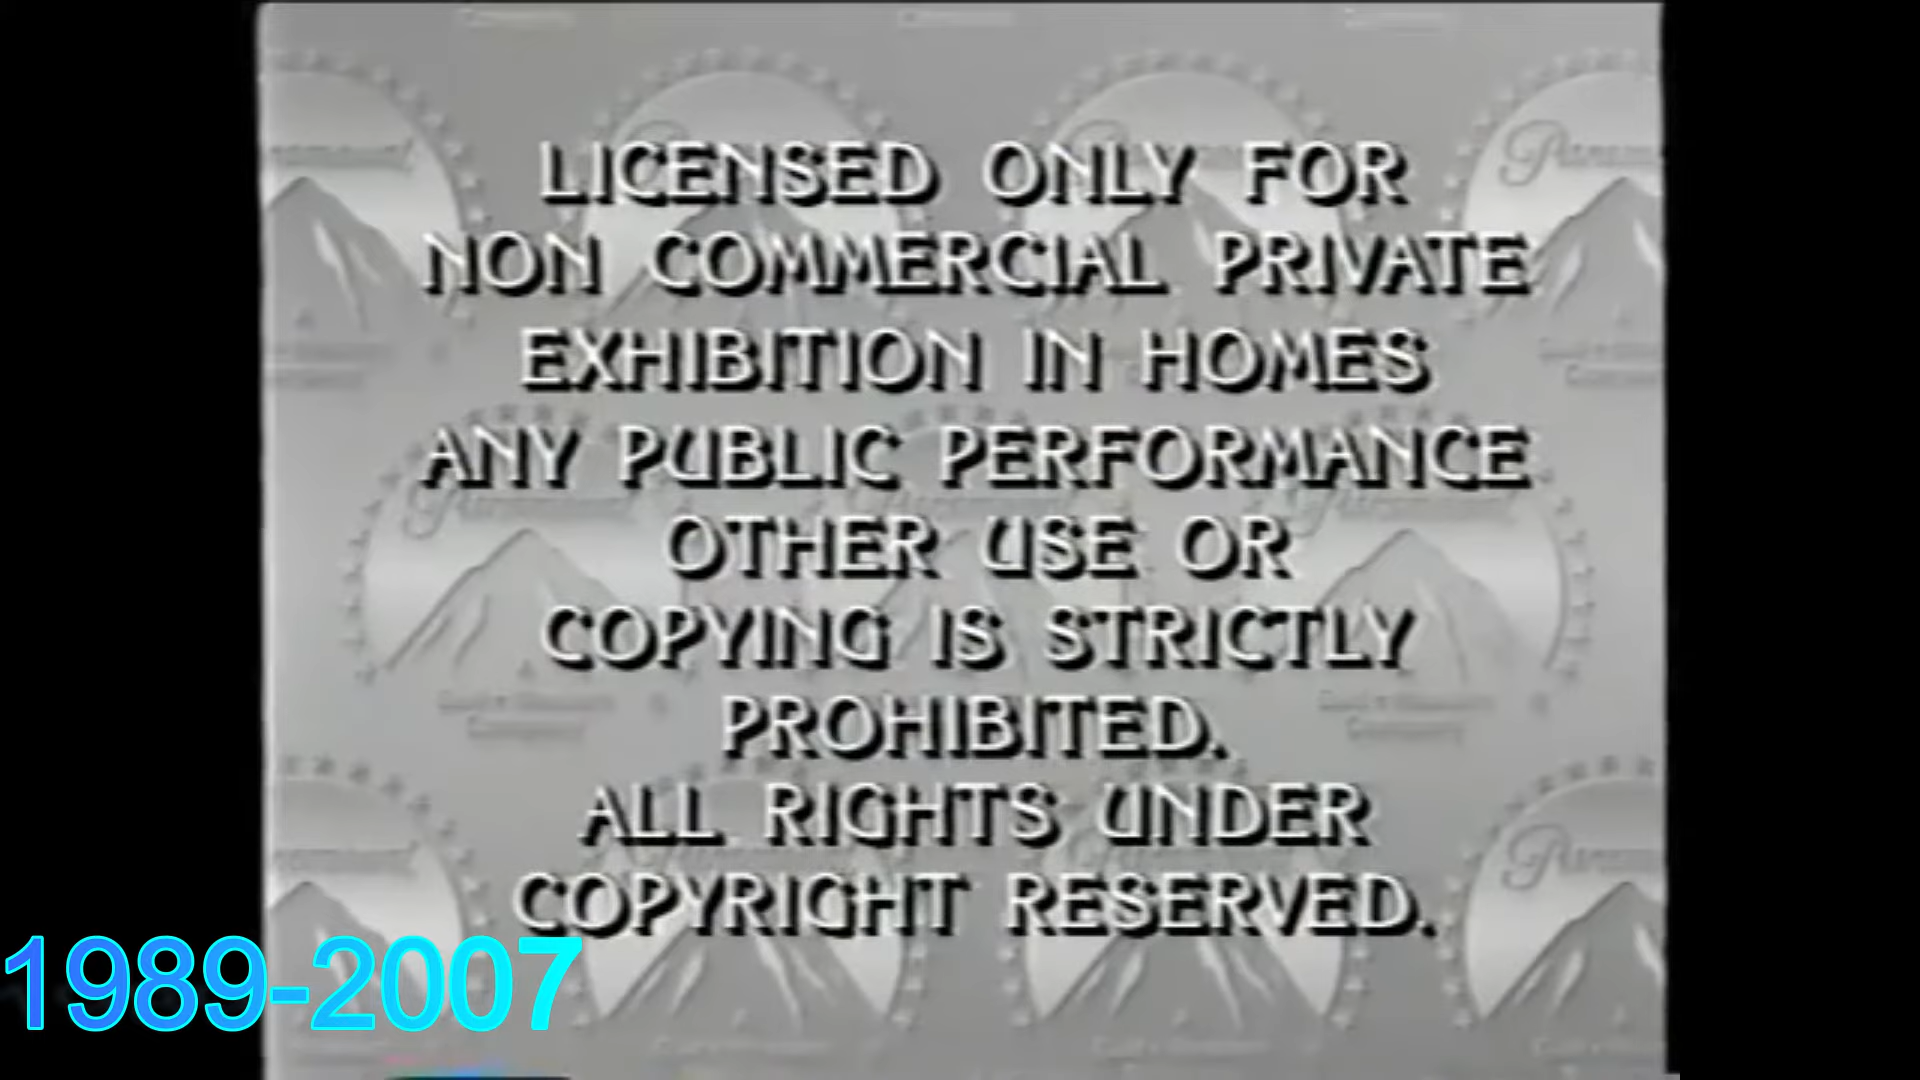 LICENSED ONLY FOR
NON COMMERCIAL PRIVATE
EXHIBITION IN HOMES
ANY PUBLIC PERFORMANCE
OTHER USE OR
COPYING IS STRICTLY
PROHIBITED.
ALL RIGHTS UNDER
COPYRIGHT RESERVED.
1989-2007